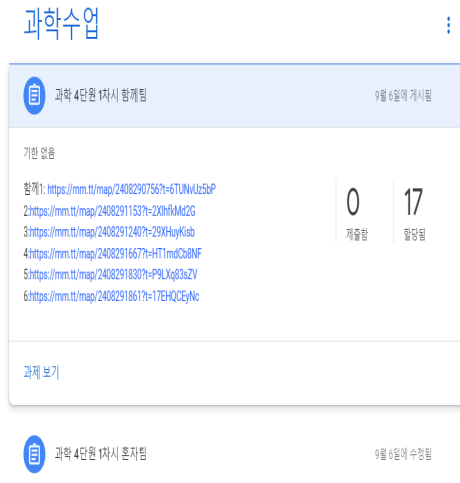 과학수업
과학 4단원 1차시 함께팀
9월 6일에 게시됨
기한 없음
함께1: https://mm.tt/map/2408290756?t=6TUNvUz5bP
2:https://mm.tt/map/2408291153?t=2XlhfkMd2G
3:https://mm.tt/map/2408291240?t=29XHuyKisb
4:https://mm.tt/map/2408291667?t=HT1mdCb8NF
5:https://mm.tt/map/2408291830?t=P9LXq83sZV
6:https://mm.tt/map/2408291861?t=17EHQCEyNc
0
제출함
17
할당됨
과제 보기
과학 4단원 1차시 혼자팀
9월 6일에 수정됨